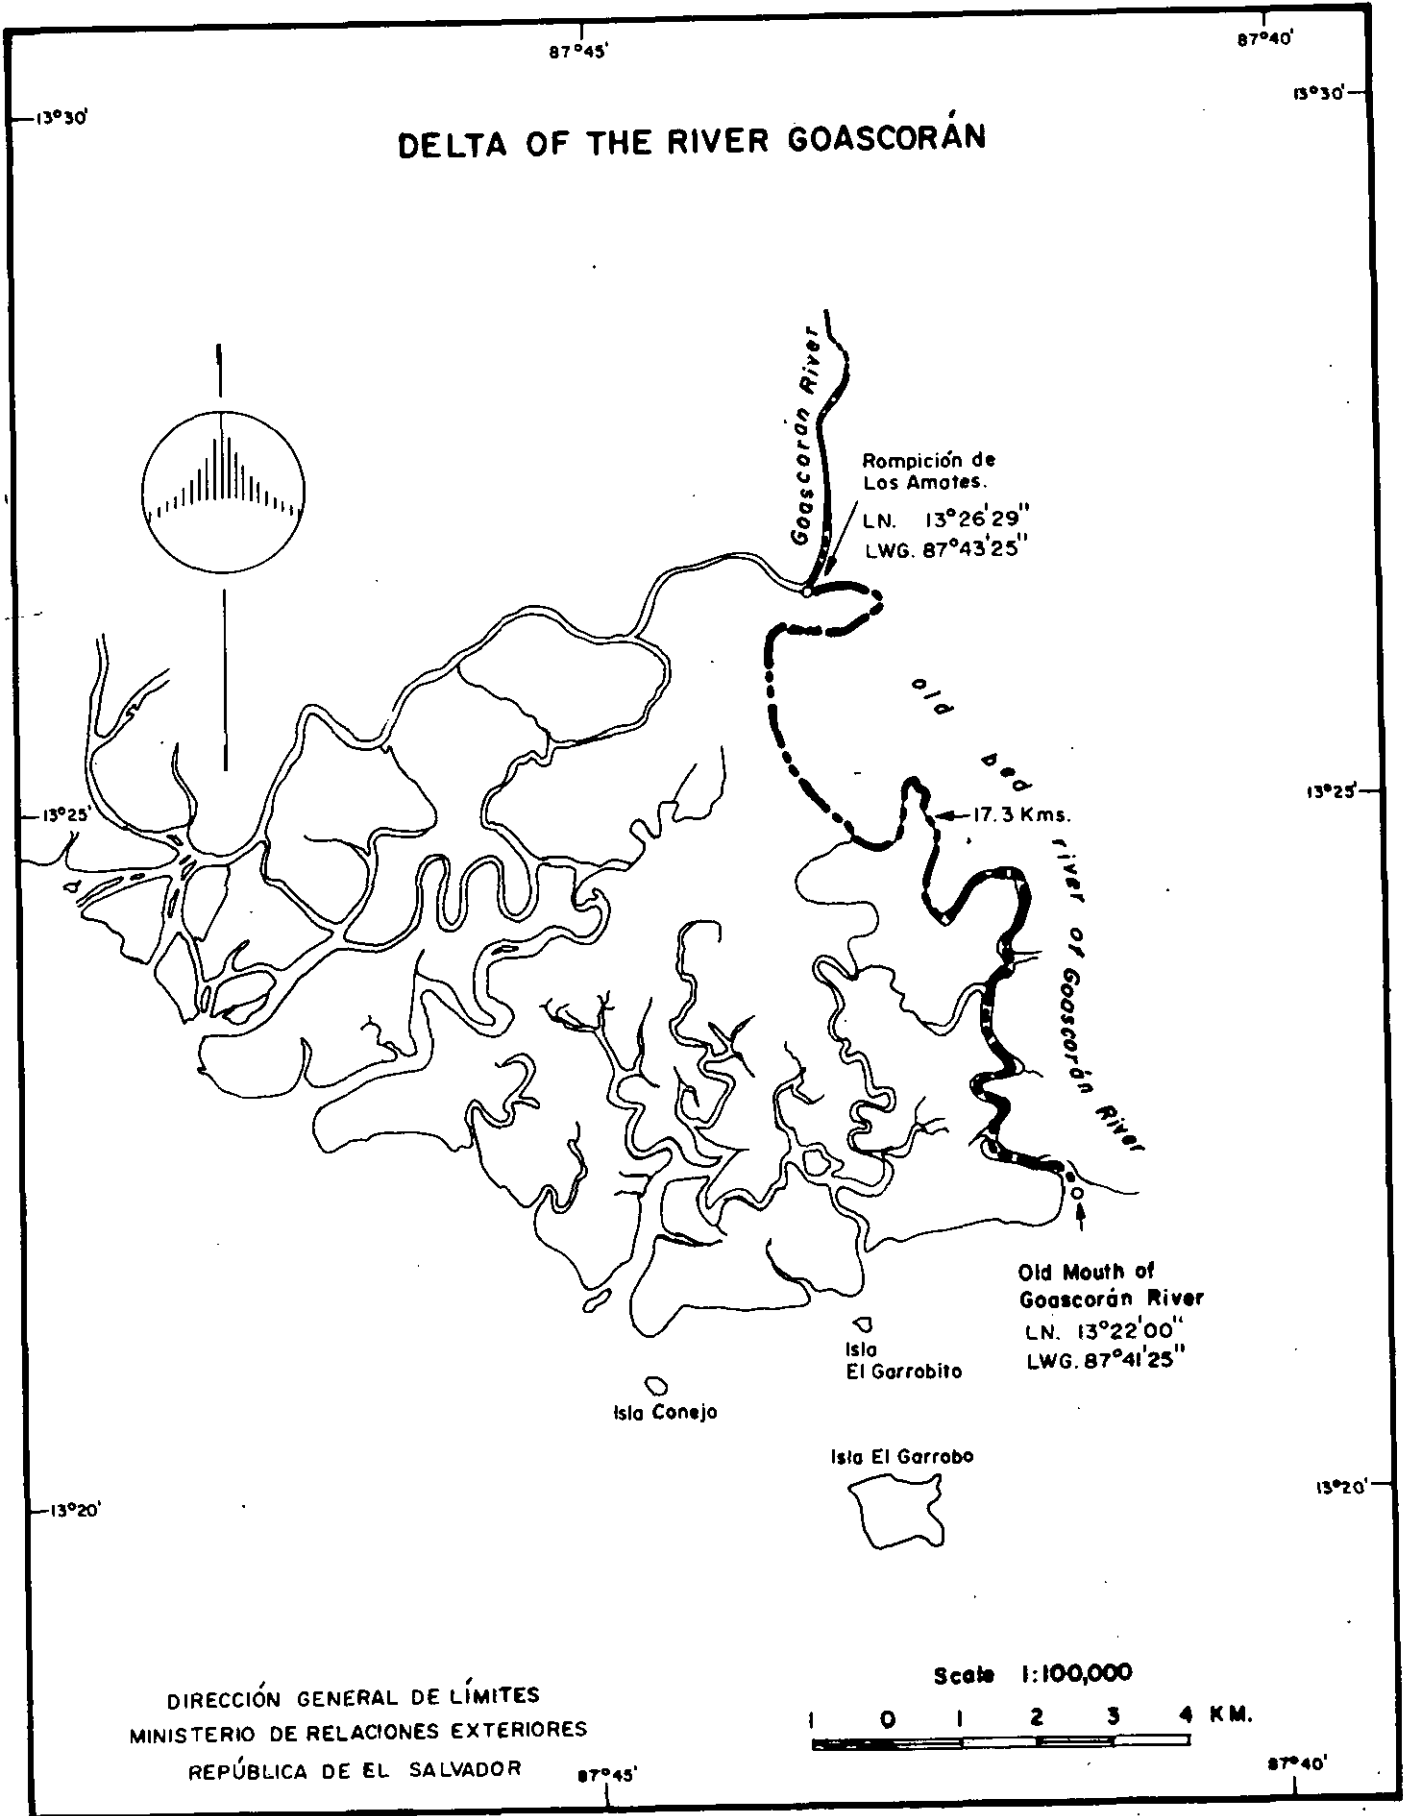 87°45'
87°40'
13°30'
13°30'
DELTA OF THE RIVER GOASCORÁN
Goascorán River
Rompición de
Los Amates.
LN. 13°26'29"
LWG. 87°43'25"
old bed river of Goascorán River
13°25'
13°25'
17.3 Kms.
Old Mouth of
Goascorán River
LN. 13°22'00"
LWG. 87°41'25"
Isla
El Garrobito
Isla Conejo
Isla El Garrobo
13°20'
13°20'
Scale 1:100,000
1 0 1 2 3 4 KM.
DIRECCIÓN GENERAL DE LÍMITES
MINISTERIO DE RELACIONES EXTERIORES
REPÚBLICA DE EL SALVADOR
87°45'
87°40'